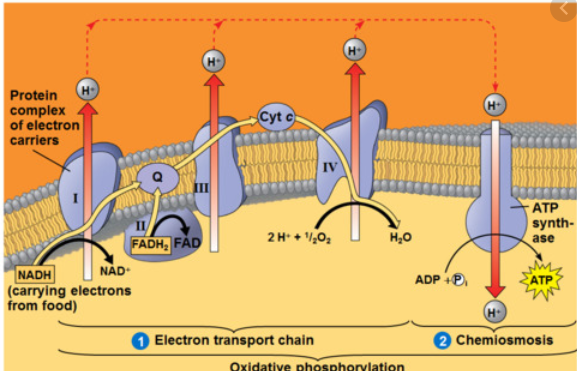 H+
H+
H+
H+
Protein
complex
of electron
carriers
Cyt c
Q
I
III
IV
II
FADH2
FAD
2 H+ + 1/2O2
H2O
ATP
synth-
ase
NADH
NAD+
ADP + P i
ATP
(carrying electrons
from food)
H+
1 Electron transport chain
2 Chemiosmosis
Oxidative phosphorylation